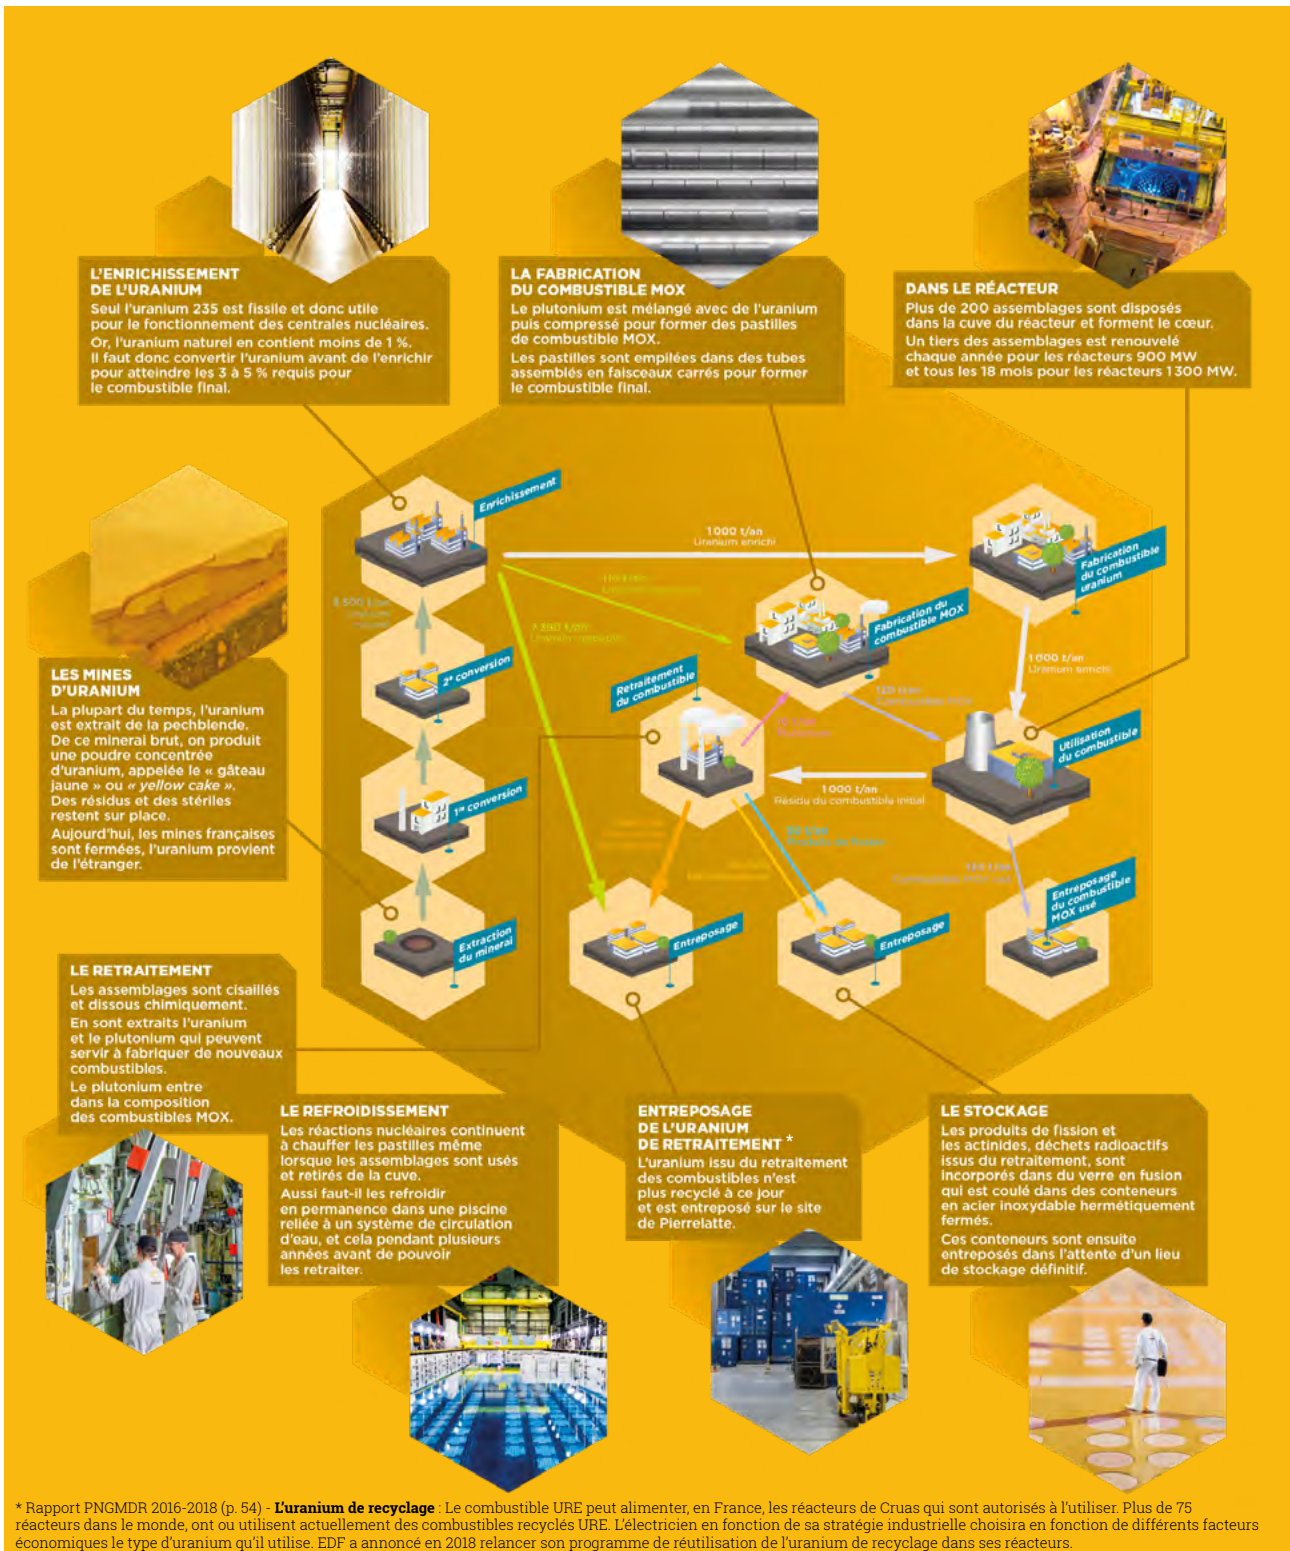 L'ENRICHISSEMENT
DE L'URANIUM
Seul l'uranium 235 est fissile et donc utile
pour le fonctionnement des centrales nucléaires.
Or, l'uranium naturel en contient moins de 1 %.
Il faut donc convertir l'uranium avant de l'enrichir
pour atteindre les 3 à 5 % requis pour
le combustible final.
LA FABRICATION
DU COMBUSTIBLE MOX
Le plutonium est mélangé avec de l'uranium
puis compressé pour former des pastilles
de combustible MOX.
Les pastilles sont empilées dans des tubes
assemblés en faisceaux carrés pour former
le combustible final.
DANS LE RÉACTEUR
Plus de 200 assemblages sont disposés
dans la cuve du réacteur et forment le cœur.
Un tiers des assemblages est renouvelé
chaque année pour les réacteurs 900 MW
et tous les 18 mois pour les réacteurs 1 300 MW.
Enrichissement
1 000 t/an
Uranium enrichi
Fabrication
du combustible
uranium
Fabrication du
combustible MOX
1 000 t/an
Uranium enrichi
2e conversion
Retraitement
du combustible
120 t/an
Combustible MOX
Utilisation
du combustible
1re conversion
1 000 t/an
Résidu du combustible initial
Extraction
du minerai
Entreposage
Entreposage
Entreposage
du combustible
MOX usé
LES MINES
D'URANIUM
La plupart du temps, l'uranium
est extrait de la pechblende.
De ce minerai brut, on produit
une poudre concentrée
d'uranium, appelée le « gâteau
jaune » ou « yellow cake ».
Des résidus et des stériles
restent sur place.
Aujourd'hui, les mines françaises
sont fermées, l'uranium provient
de l'étranger.
LE RETRAITEMENT
Les assemblages sont cisaillés
et dissous chimiquement.
En sont extraits l'uranium
et le plutonium qui peuvent
servir à fabriquer de nouveaux
combustibles.
Le plutonium entre
dans la composition
des combustibles MOX.
LE REFROIDISSEMENT
Les réactions nucléaires continuent
à chauffer les pastilles même
lorsque les assemblages sont usés
et retirés de la cuve.
Aussi faut-il les refroidir
en permanence dans une piscine
reliée à un système de circulation
d'eau, et cela pendant plusieurs
années avant de pouvoir
les retraiter.
ENTREPOSAGE
DE L'URANIUM
DE RETRAITEMENT *
L'uranium issu du retraitement
des combustibles n'est
plus recyclé à ce jour
et est entreposé sur le site
de Pierrelatte.
LE STOCKAGE
Les produits de fission et
les actinides, déchets radioactifs
issus du retraitement, sont
incorporés dans du verre en fusion
qui est coulé dans des conteneurs
en acier inoxydable hermétiquement
fermés.
Ces conteneurs sont ensuite
entreposés dans l'attente d'un lieu
de stockage définitif.
* Rapport PNGMDR 2016-2018 (p. 54) - L'uranium de recyclage : Le combustible URE peut alimenter, en France, les réacteurs de Cruas qui sont autorisés à l'utiliser. Plus de 75
réacteurs dans le monde, ont ou utilisent actuellement des combustibles recyclés URE. L'électricien en fonction de sa stratégie industrielle choisira en fonction de différents facteurs
économiques le type d'uranium qu'il utilise. EDF a annoncé en 2018 relancer son programme de réutilisation de l'uranium de recyclage dans ses réacteurs.